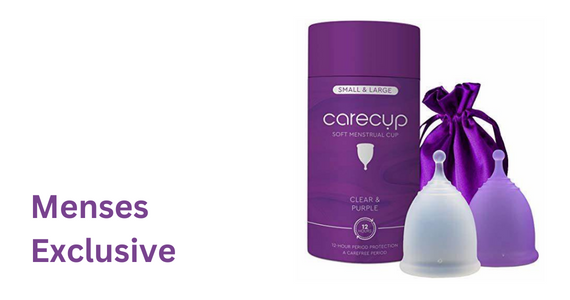 Menses
Exclusive
SMALL & LARGE
carecup
SOFT MENSTRUAL CUP
CLEAR &
PURPLE
12
12-HOUR PERIOD PROTECTION
A CAREFREE PERIOD